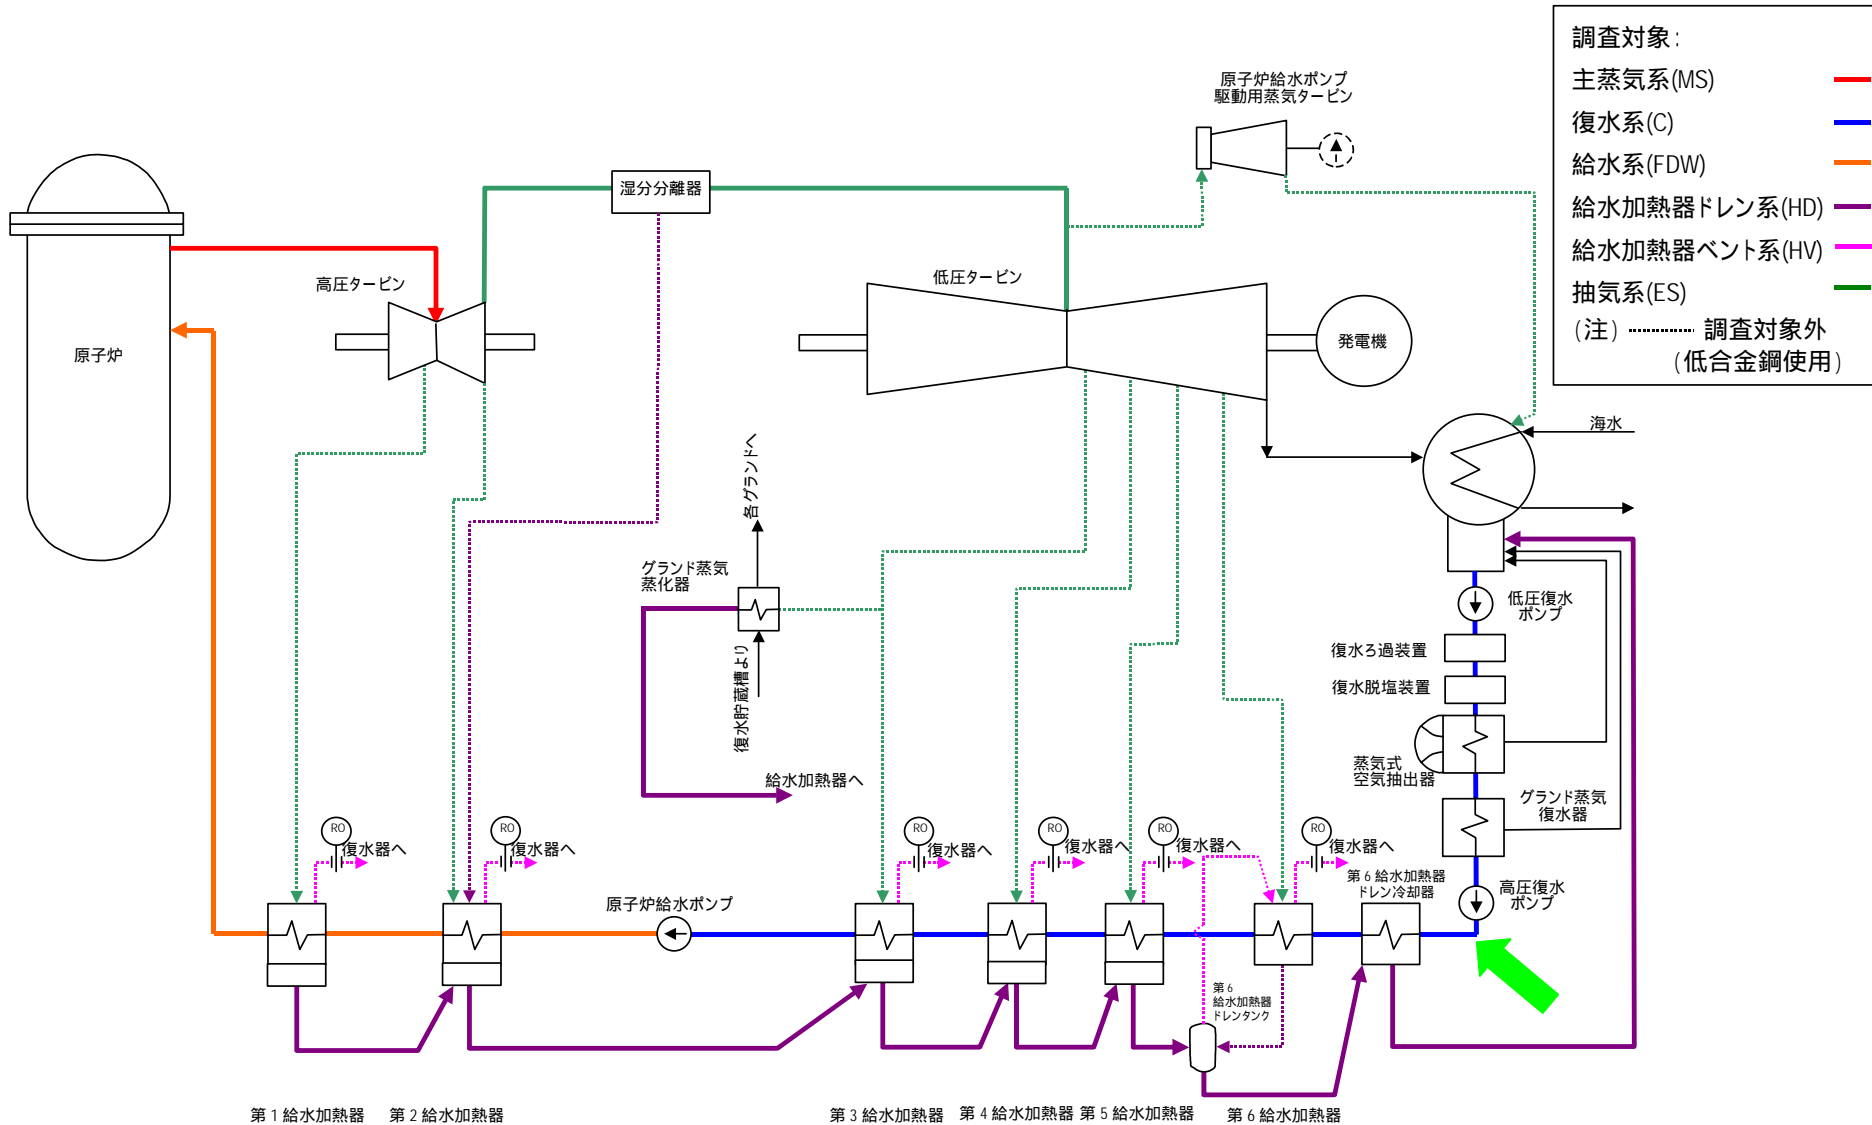 調査対象:
主蒸気系(MS)
復水系(C)
給水系(FDW)
給水加熱器ドレン系(HD)
給水加熱器ベント系(HV)
抽気系(ES)
(注) 調査対象外
(低合金鋼使用)
原子炉給水ポンプ
駆動用蒸気タービン
湿分分離器
高圧タービン
低圧タービン
原子炉
発電機
海水
各グランドへ
グランド蒸気
蒸化器
復水貯蔵槽より
給水加熱器へ
低圧復水
ポンプ
復水ろ過装置
復水脱塩装置
蒸気式
空気抽出器
グランド蒸気
復水器
RO
復水器へ
RO
復水器へ
RO
復水器へ
RO
復水器へ
RO
復水器へ
RO
復水器へ
第6給水加熱器
ドレン冷却器
高圧復水
ポンプ
原子炉給水ポンプ
第6
給水加熱器
ドレンタンク
第1給水加熱器
第2給水加熱器
第3給水加熱器
第4給水加熱器
第5給水加熱器
第6給水加熱器